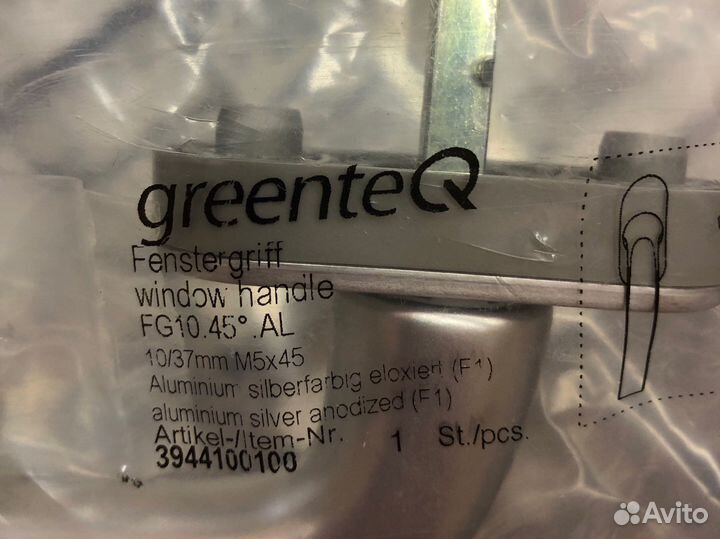 greenteQ
Fenstergriff
window handle
FG10.45°.AL
10/37mm M5x45
Aluminium silberfarbig eloxiert (F1)
aluminium silver anodized (F1)
Artikel-/Item-Nr. 1 St./pcs.
3944100100
Avito